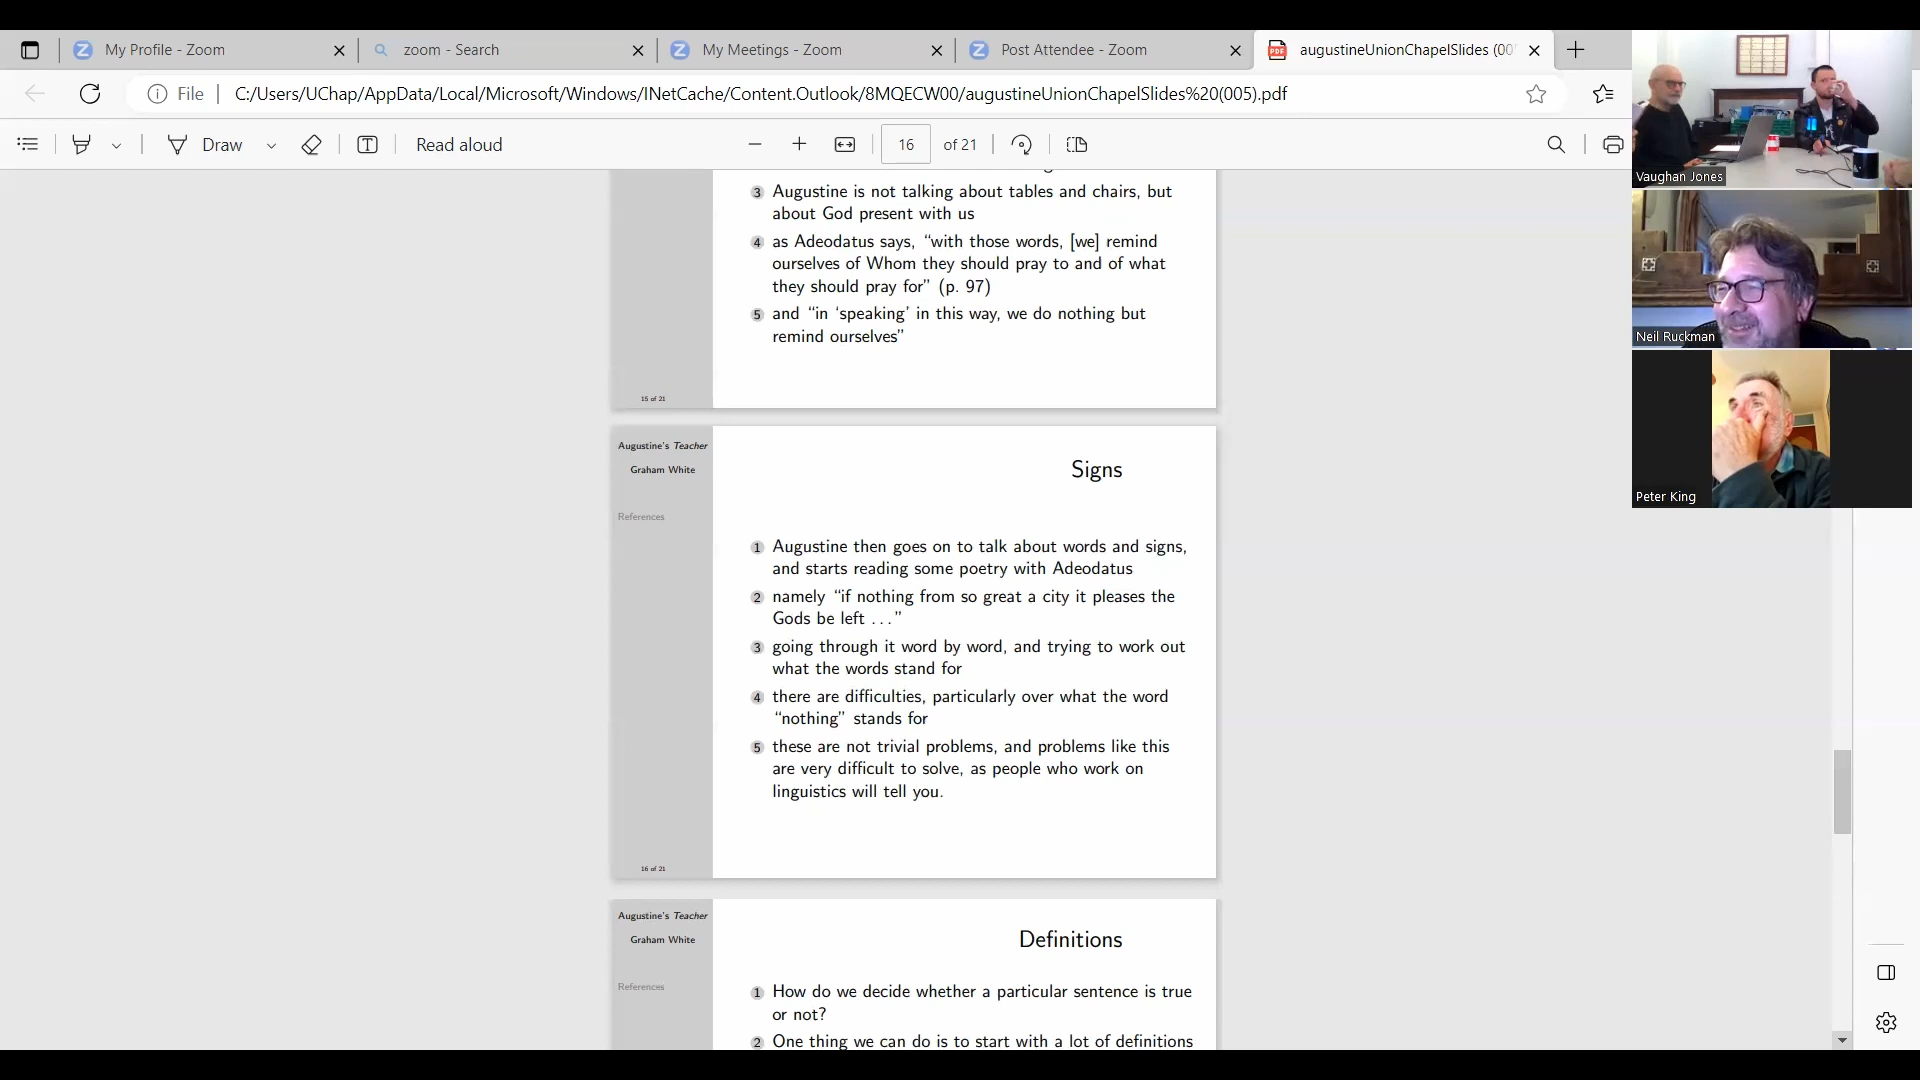 My Profile - Zoom
zoom - Search
My Meetings - Zoom
Post Attendee - Zoom
augustineUnionChapelSlides (00
File
C:/Users/UChap/AppData/Local/Microsoft/Windows/INetCache/Content.Outlook/8MQECW00/augustineUnionChapelSlides%20(005).pdf
Draw
Read aloud
16 of 21
3 Augustine is not talking about tables and chairs, but
about God present with us
4 as Adeodatus says, “with those words, [we] remind
ourselves of Whom they should pray to and of what
they should pray for” (p. 97)
5 and “in ‘speaking’ in this way, we do nothing but
remind ourselves”
15 of 21
Augustine's Teacher
Graham White
References
Signs
1 Augustine then goes on to talk about words and signs,
and starts reading some poetry with Adeodatus
2 namely “if nothing from so great a city it pleases the
Gods be left ...”
3 going through it word by word, and trying to work out
what the words stand for
4 there are difficulties, particularly over what the word
“nothing” stands for
5 these are not trivial problems, and problems like this
are very difficult to solve, as people who work on
linguistics will tell you.
16 of 21
Augustine's Teacher
Graham White
References
Definitions
1 How do we decide whether a particular sentence is true
or not?
2 One thing we can do is to start with a lot of definitions
Vaughan Jones
Neil Ruckman
Peter King